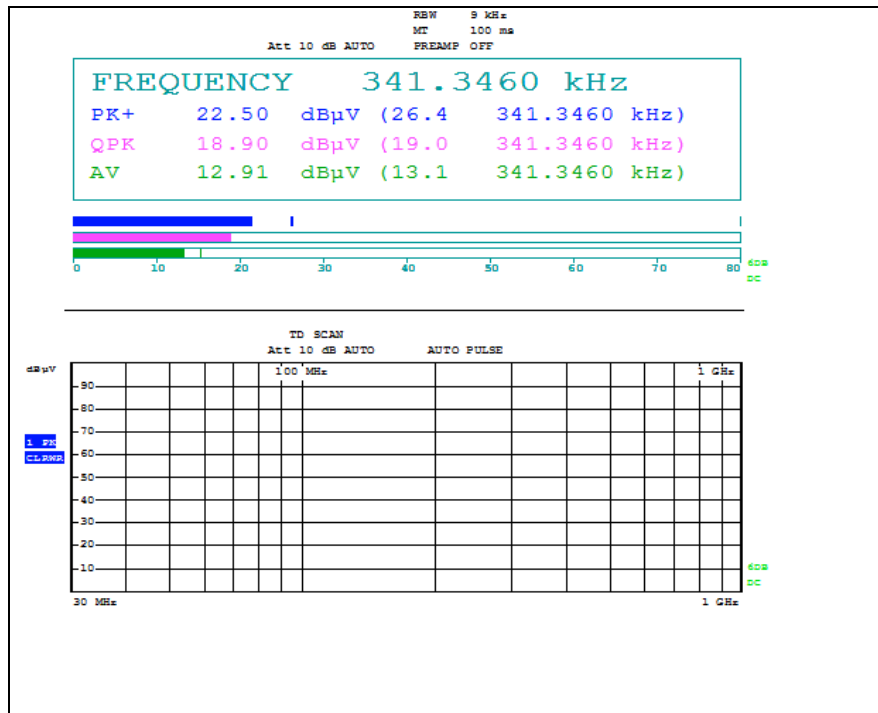 RBW 9 kHz
MT 100 ms
Att 10 dB AUTO PREAMP OFF
FREQUENCY 341.3460 kHz
PK+ 22.50 dBµV (26.4 341.3460 kHz)
QPK 18.90 dBµV (19.0 341.3460 kHz)
AV 12.91 dBµV (13.1 341.3460 kHz)
0 10 20 30 40 50 60 70 80
6DB
DC
TD SCAN
Att 10 dB AUTO AUTO PULSE
dBµV
100 MHz 1 GHz
90
80
70
1 PK
CLRWR
60
50
40
30
20
10
6DB
DC
30 MHz 1 GHz